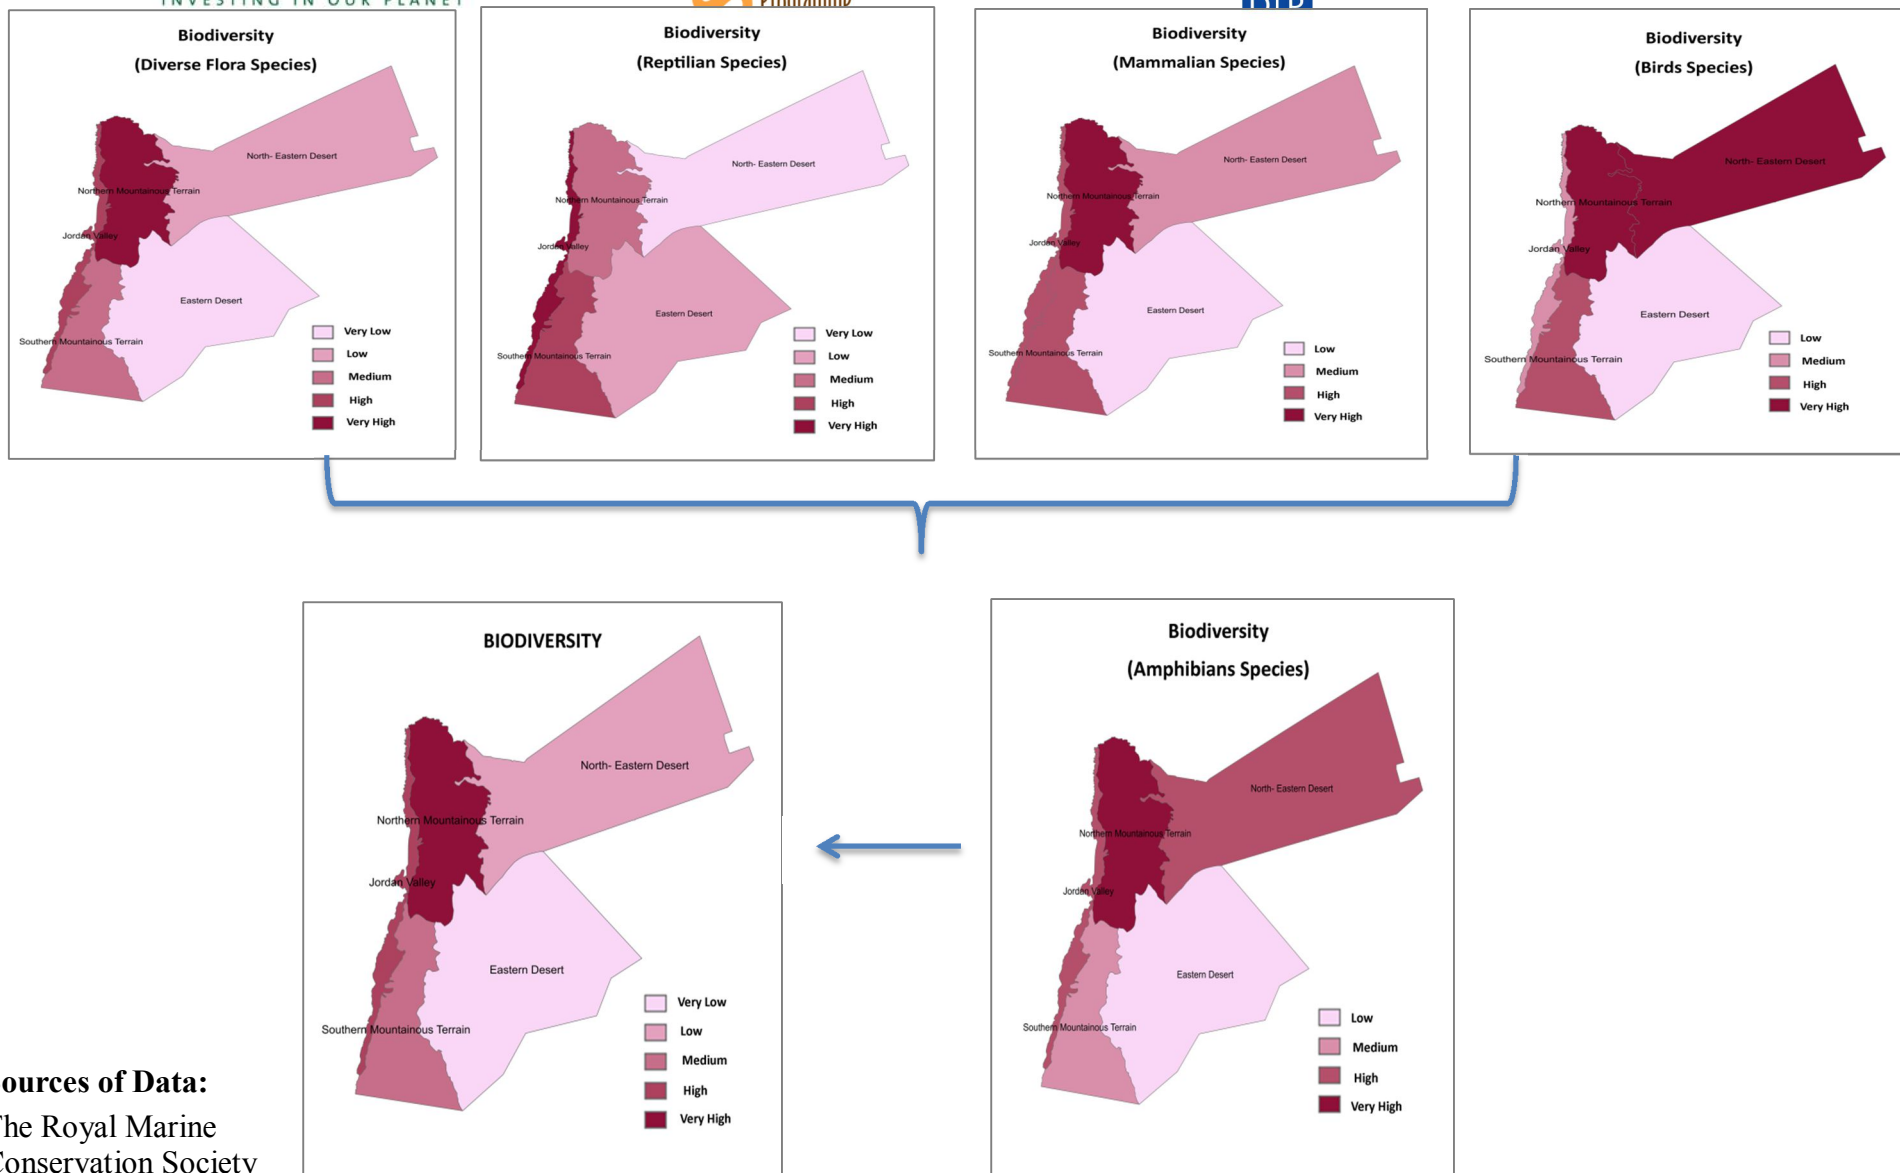 INVESTING IN OUR PLANET
Biodiversity
(Diverse Flora Species)
North- Eastern Desert
Northern Mountainous Terrain
Jordan Valley
Eastern Desert
Southern Mountainous Terrain
Very Low
Low
Medium
High
Very High
Biodiversity
(Reptilian Species)
North- Eastern Desert
Northern Mountainous Terrain
Jordan Valley
Eastern Desert
Southern Mountainous Terrain
Very Low
Low
Medium
High
Very High
Biodiversity
(Mammalian Species)
North- Eastern Desert
Northern Mountainous Terrain
Jordan Valley
Eastern Desert
Southern Mountainous Terrain
Low
Medium
High
Very High
Biodiversity
(Birds Species)
North- Eastern Desert
Northern Mountainous Terrain
Jordan Valley
Eastern Desert
Southern Mountainous Terrain
Low
Medium
High
Very High
BIODIVERSITY
North- Eastern Desert
Northern Mountainous Terrain
Jordan Valley
Eastern Desert
Southern Mountainous Terrain
Very Low
Low
Medium
High
Very High
Biodiversity
(Amphibians Species)
North- Eastern Desert
Northern Mountainous Terrain
Jordan Valley
Eastern Desert
Southern Mountainous Terrain
Low
Medium
High
Very High
ources of Data:
The Royal Marine
Conservation Society